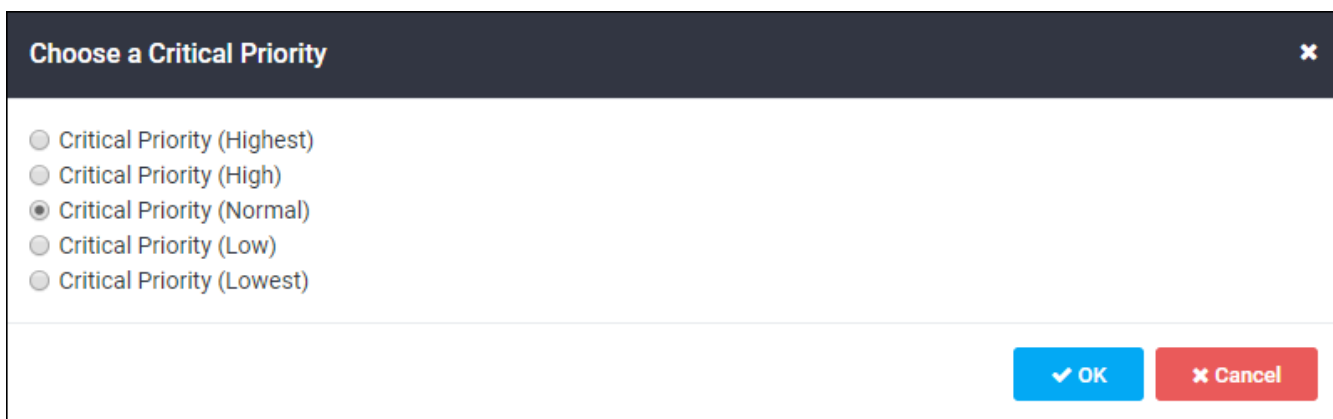 Choose a Critical Priority
Critical Priority (Highest)
Critical Priority (High)
Critical Priority (Normal)
Critical Priority (Low)
Critical Priority (Lowest)
OK
Cancel